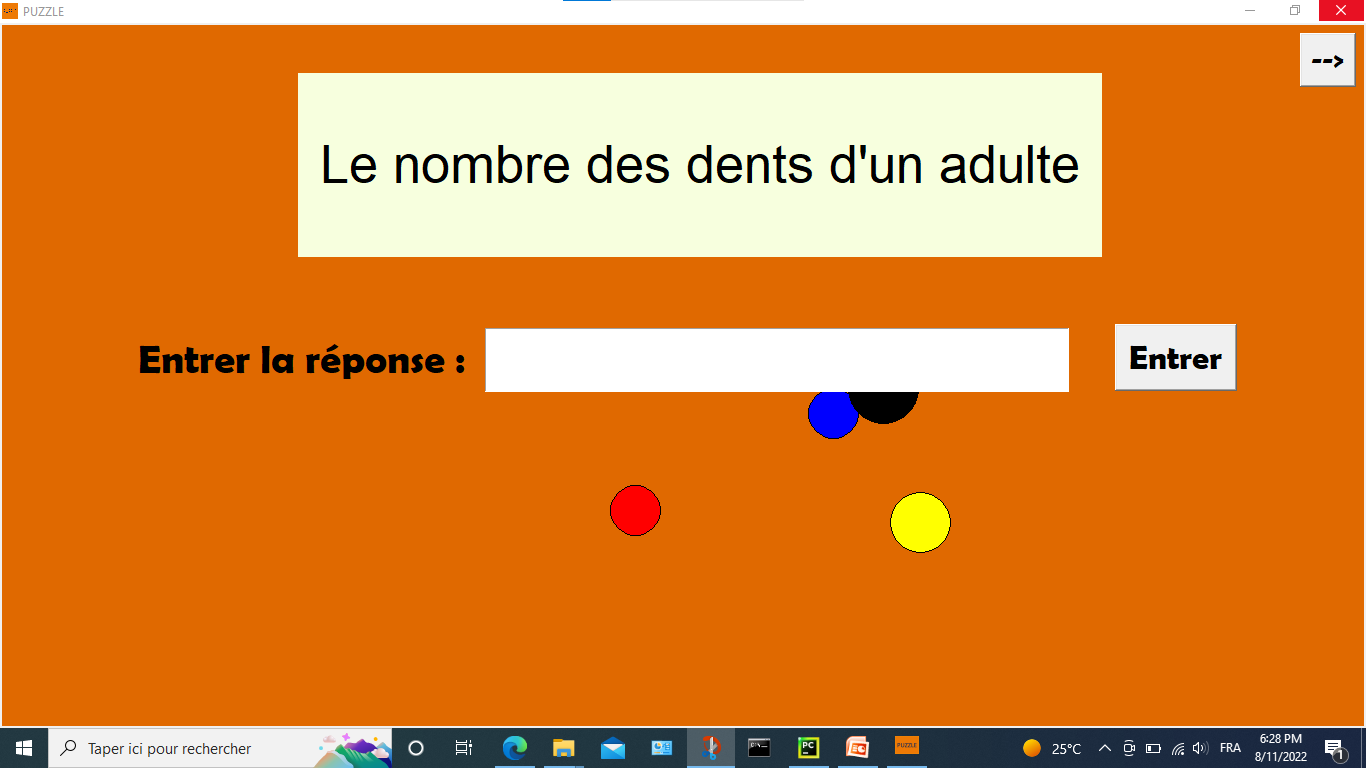 PUZZLE
-->
Le nombre des dents d'un adulte
Entrer la réponse :
Entrer
Taper ici pour rechercher
PC
PUZZLE
25°C
FRA
6:28 PM
8/11/2022
1